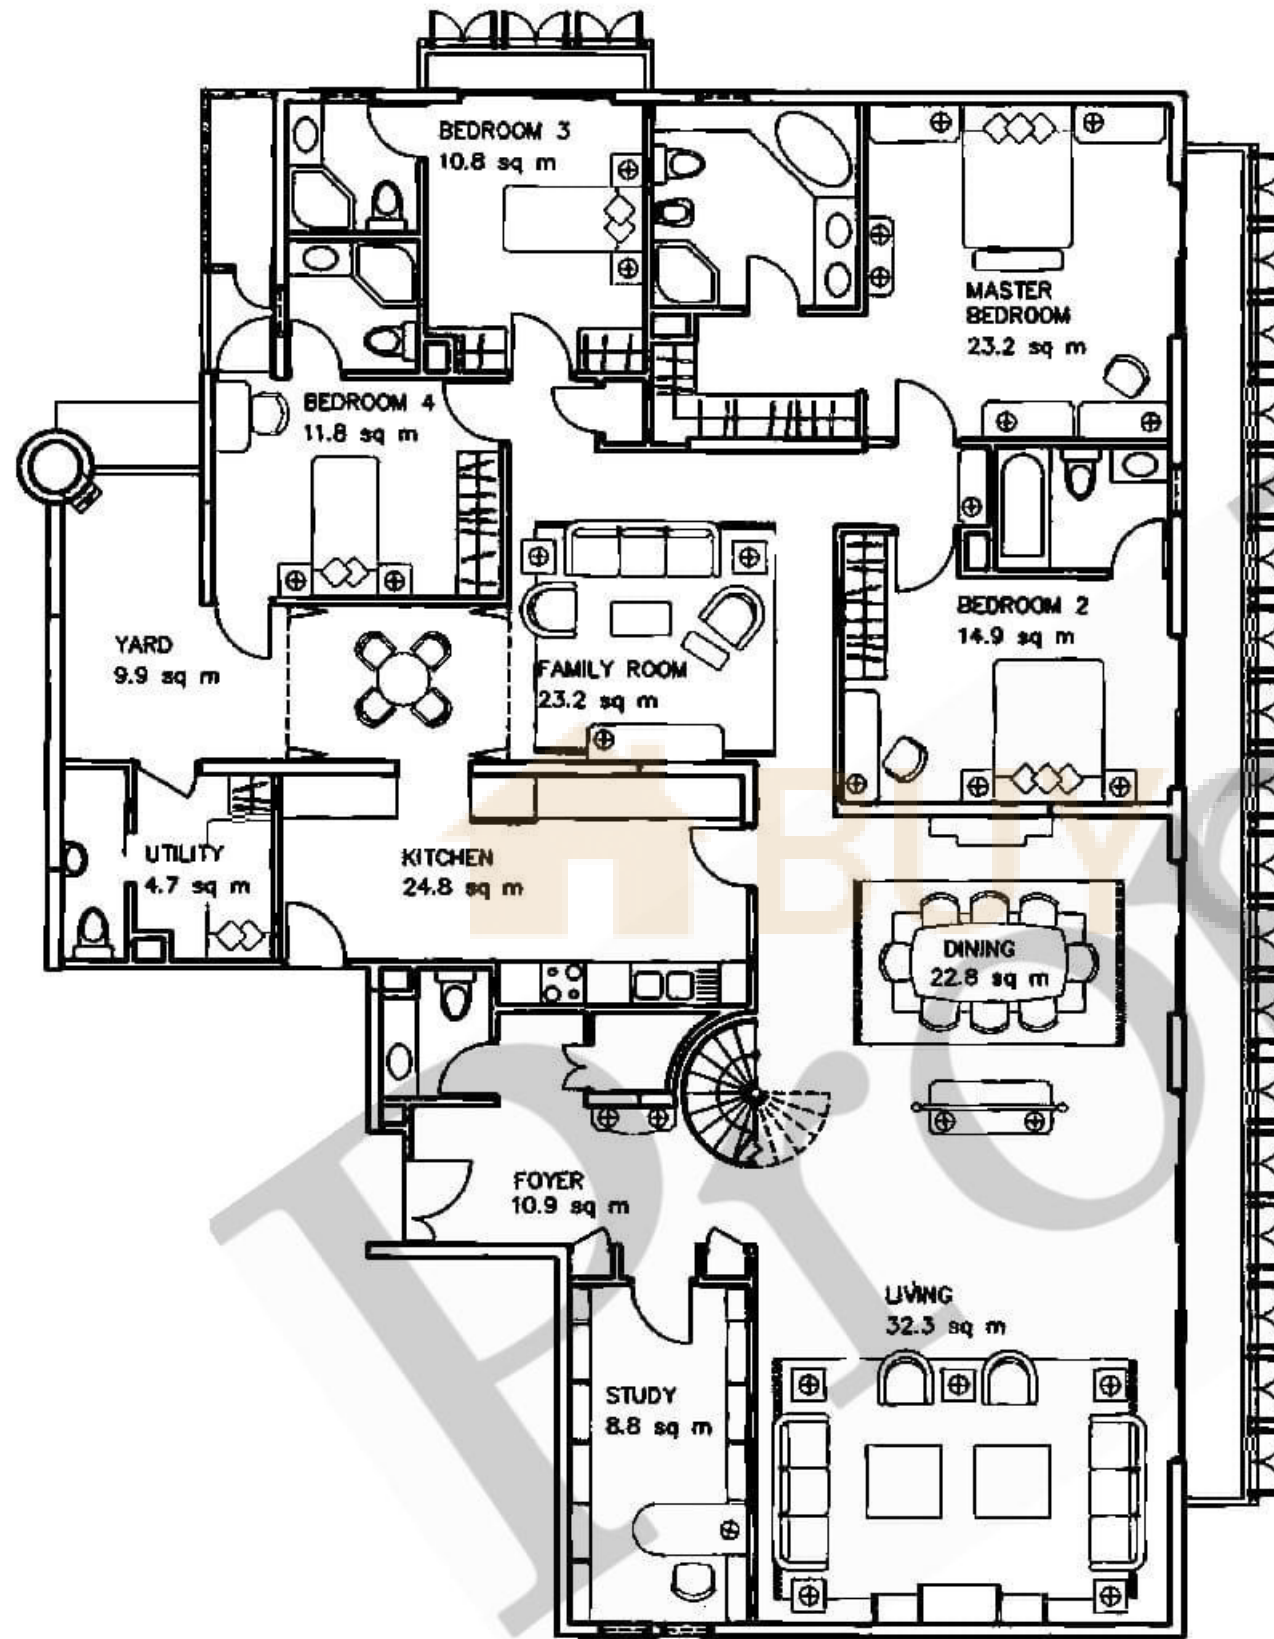 BEDROOM 3
10.8 sq m
MASTER
BEDROOM
23.2 sq m
BEDROOM 4
11.8 sq m
BEDROOM 2
14.9 sq m
YARD
9.9 sq m
FAMILY ROOM
23.2 sq m
BUY
UTILITY
4.7 sq m
KITCHEN
24.8 sq m
DINING
22.8 sq m
FOYER
10.9 sq m
LIVING
32.3 sq m
STUDY
8.8 sq m
Pro